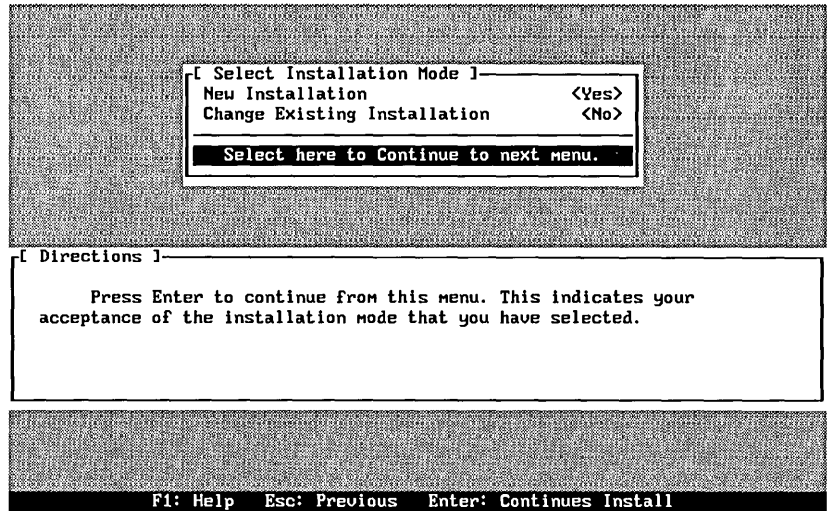 [ Select Installation Mode ]
New Installation <Yes>
Change Existing Installation <No>
Select here to Continue to next menu.
[ Directions ]
Press Enter to continue from this menu. This indicates your
acceptance of the installation mode that you have selected.
F1: Help Esc: Previous Enter: Continues Install